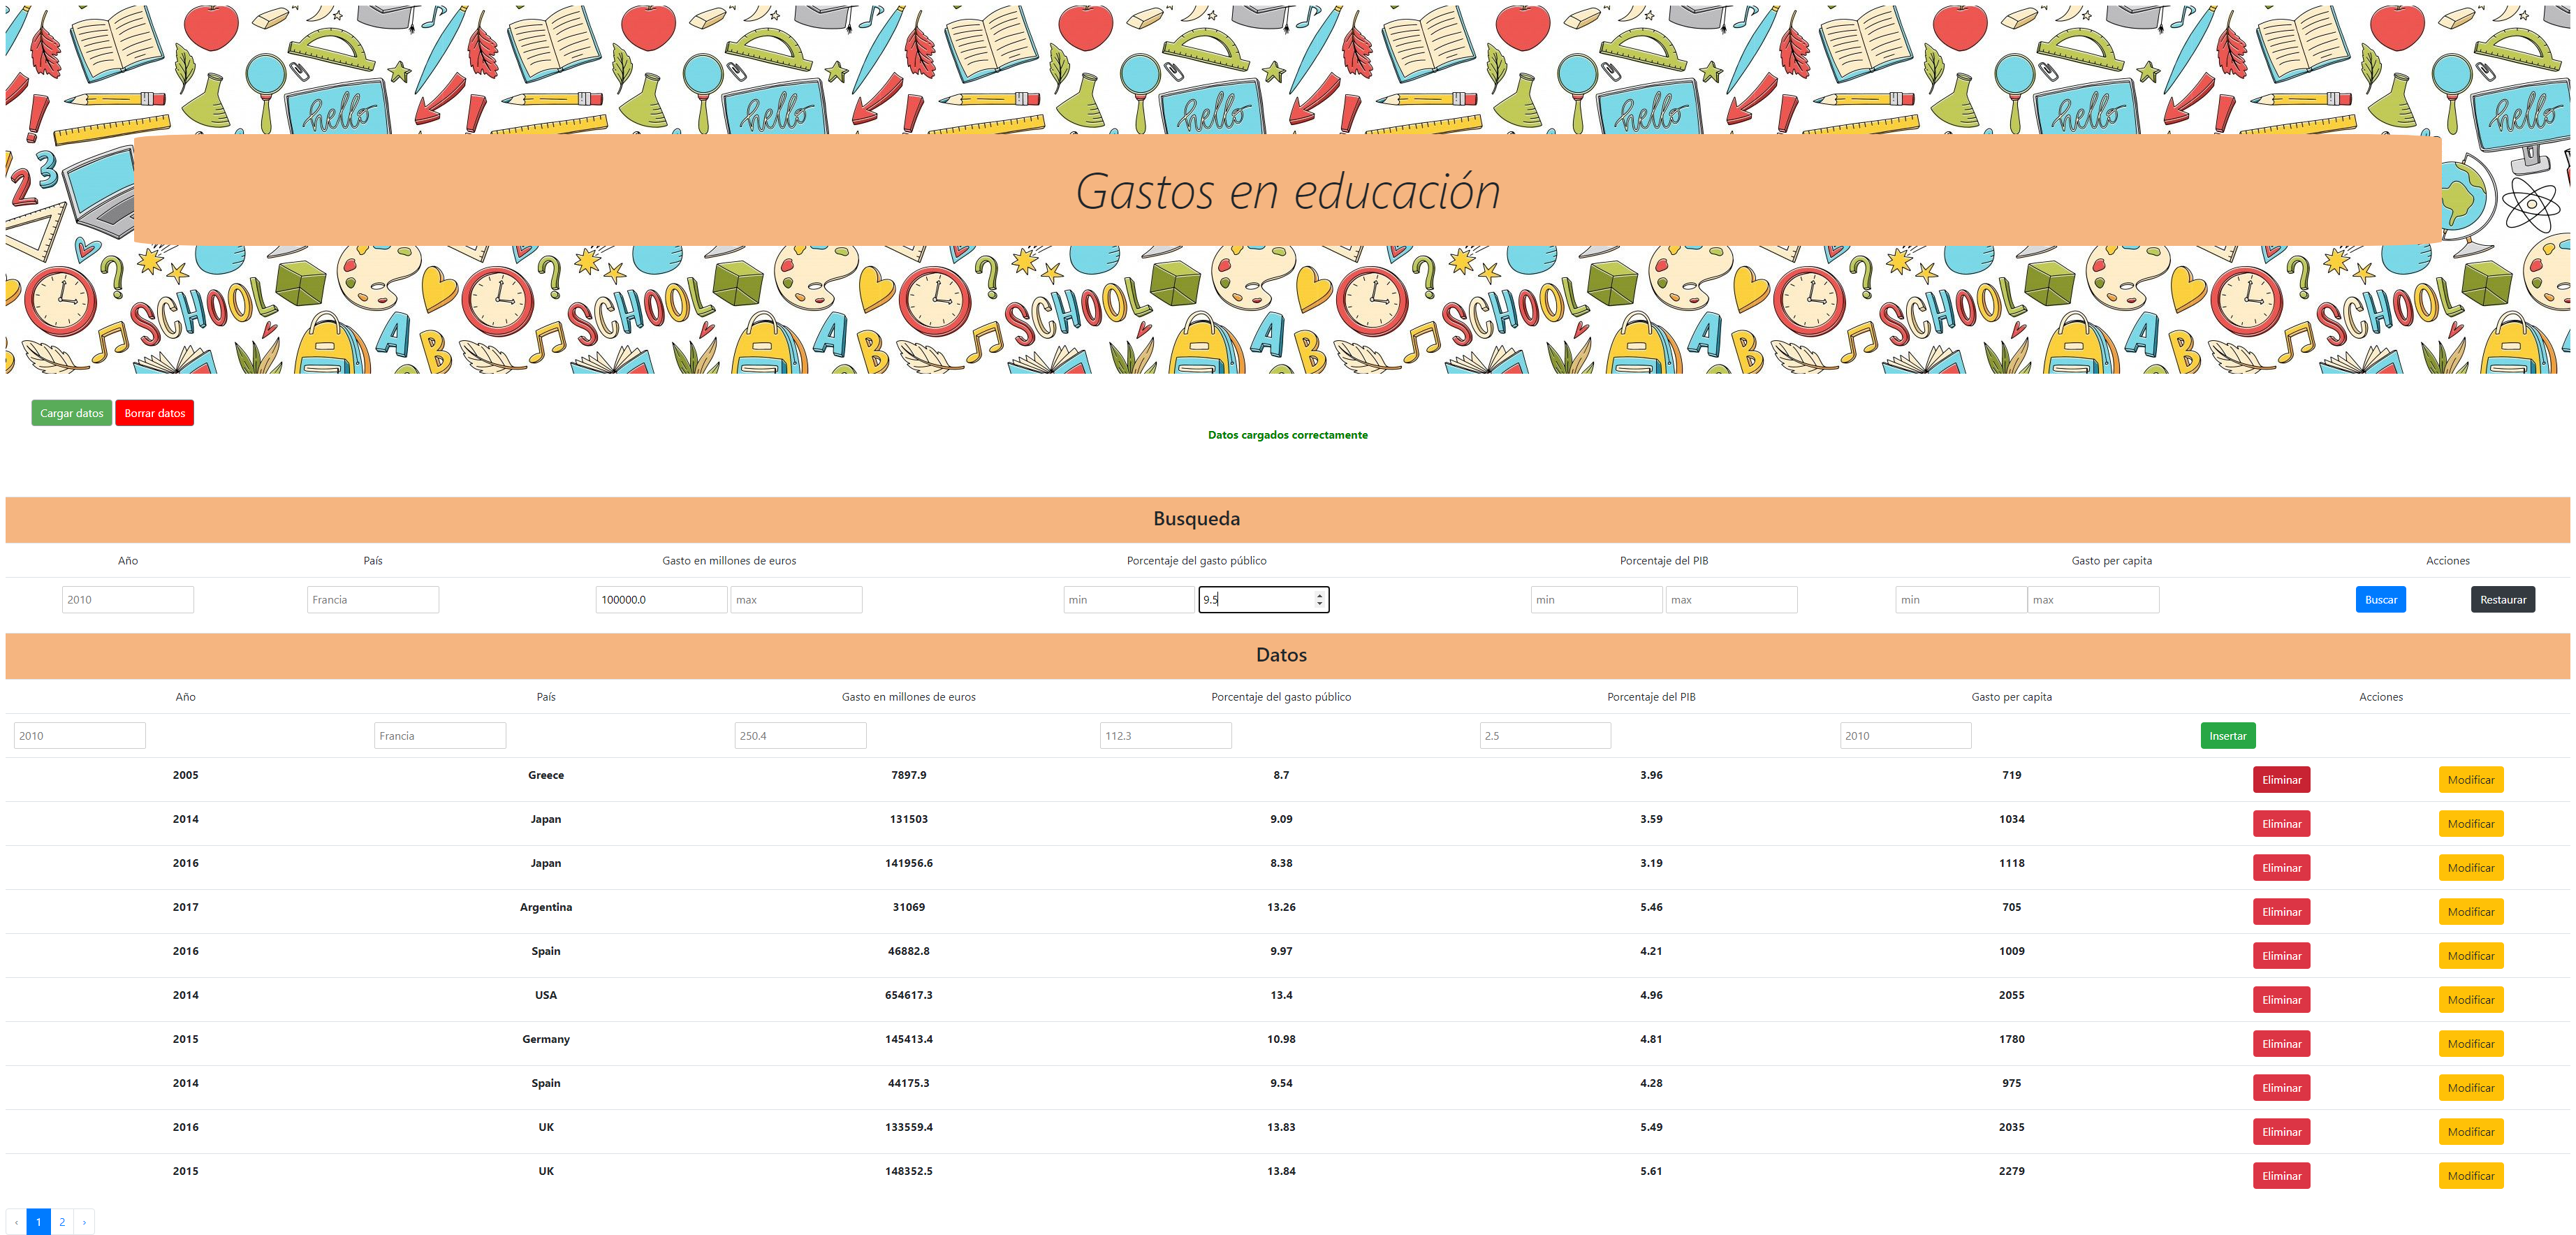 hello hello hello hello hello hello
2 3
Gastos en educación
SCHOOL SCHOOL SCHOOL SCHOOL SCHOOL SCHOOL
A B A B A B A B A B A B
Cargar datos Borrar datos
Datos cargados correctamente
Busqueda
Año País Gasto en millones de euros Porcentaje del gasto público Porcentaje del PIB Gasto per capita Acciones
2010 Francia 100000.0 max min 9.5 min max min max Buscar Restaurar
Datos
Año País Gasto en millones de euros Porcentaje del gasto público Porcentaje del PIB Gasto per capita Acciones
2010 Francia 250.4 112.3 2.5 2010 Insertar
2005 Greece 7897.9 8.7 3.96 719 Eliminar Modificar
2014 Japan 131503 9.09 3.59 1034 Eliminar Modificar
2016 Japan 141956.6 8.38 3.19 1118 Eliminar Modificar
2017 Argentina 31069 13.26 5.46 705 Eliminar Modificar
2016 Spain 46882.8 9.97 4.21 1009 Eliminar Modificar
2014 USA 654617.3 13.4 4.96 2055 Eliminar Modificar
2015 Germany 145413.4 10.98 4.81 1780 Eliminar Modificar
2014 Spain 44175.3 9.54 4.28 975 Eliminar Modificar
2016 UK 133559.4 13.83 5.49 2035 Eliminar Modificar
2015 UK 148352.5 13.84 5.61 2279 Eliminar Modificar
‹ 1 2 ›